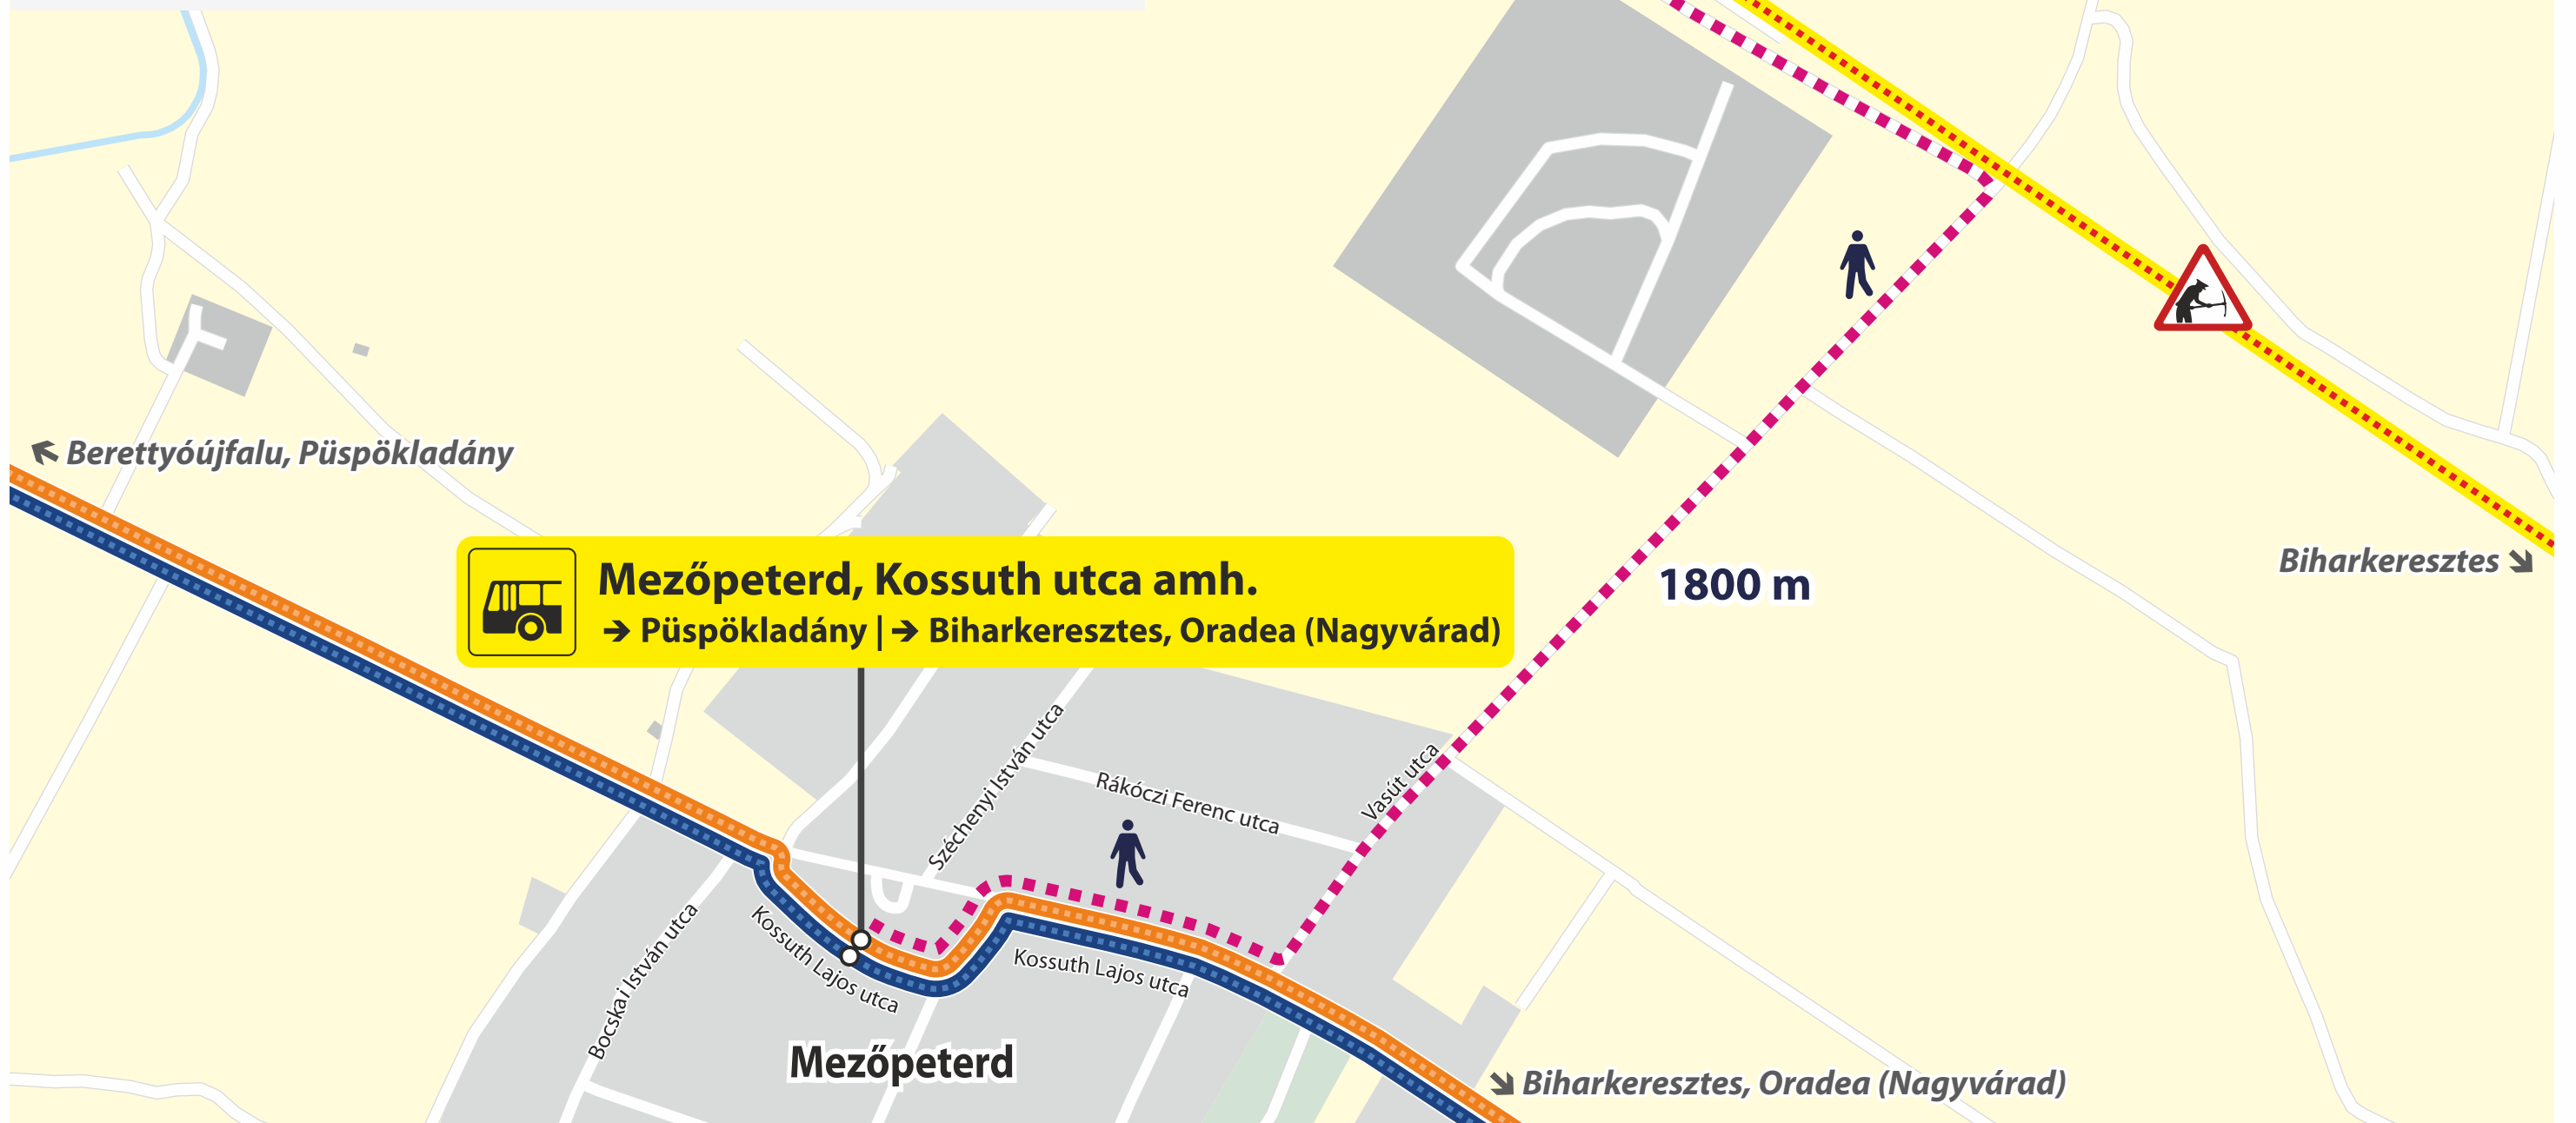 Berettyóújfalu, Püspökladány
Mezőpeterd, Kossuth utca amh.
➔ Püspökladány | ➔ Biharkeresztes, Oradea (Nagyvárad)
Biharkeresztes
1800 m
Széchenyi István utca
Rákóczi Ferenc utca
Vasút utca
Bocskai István utca
Kossuth Lajos utca
Kossuth Lajos utca
Mezőpeterd
Biharkeresztes, Oradea (Nagyvárad)